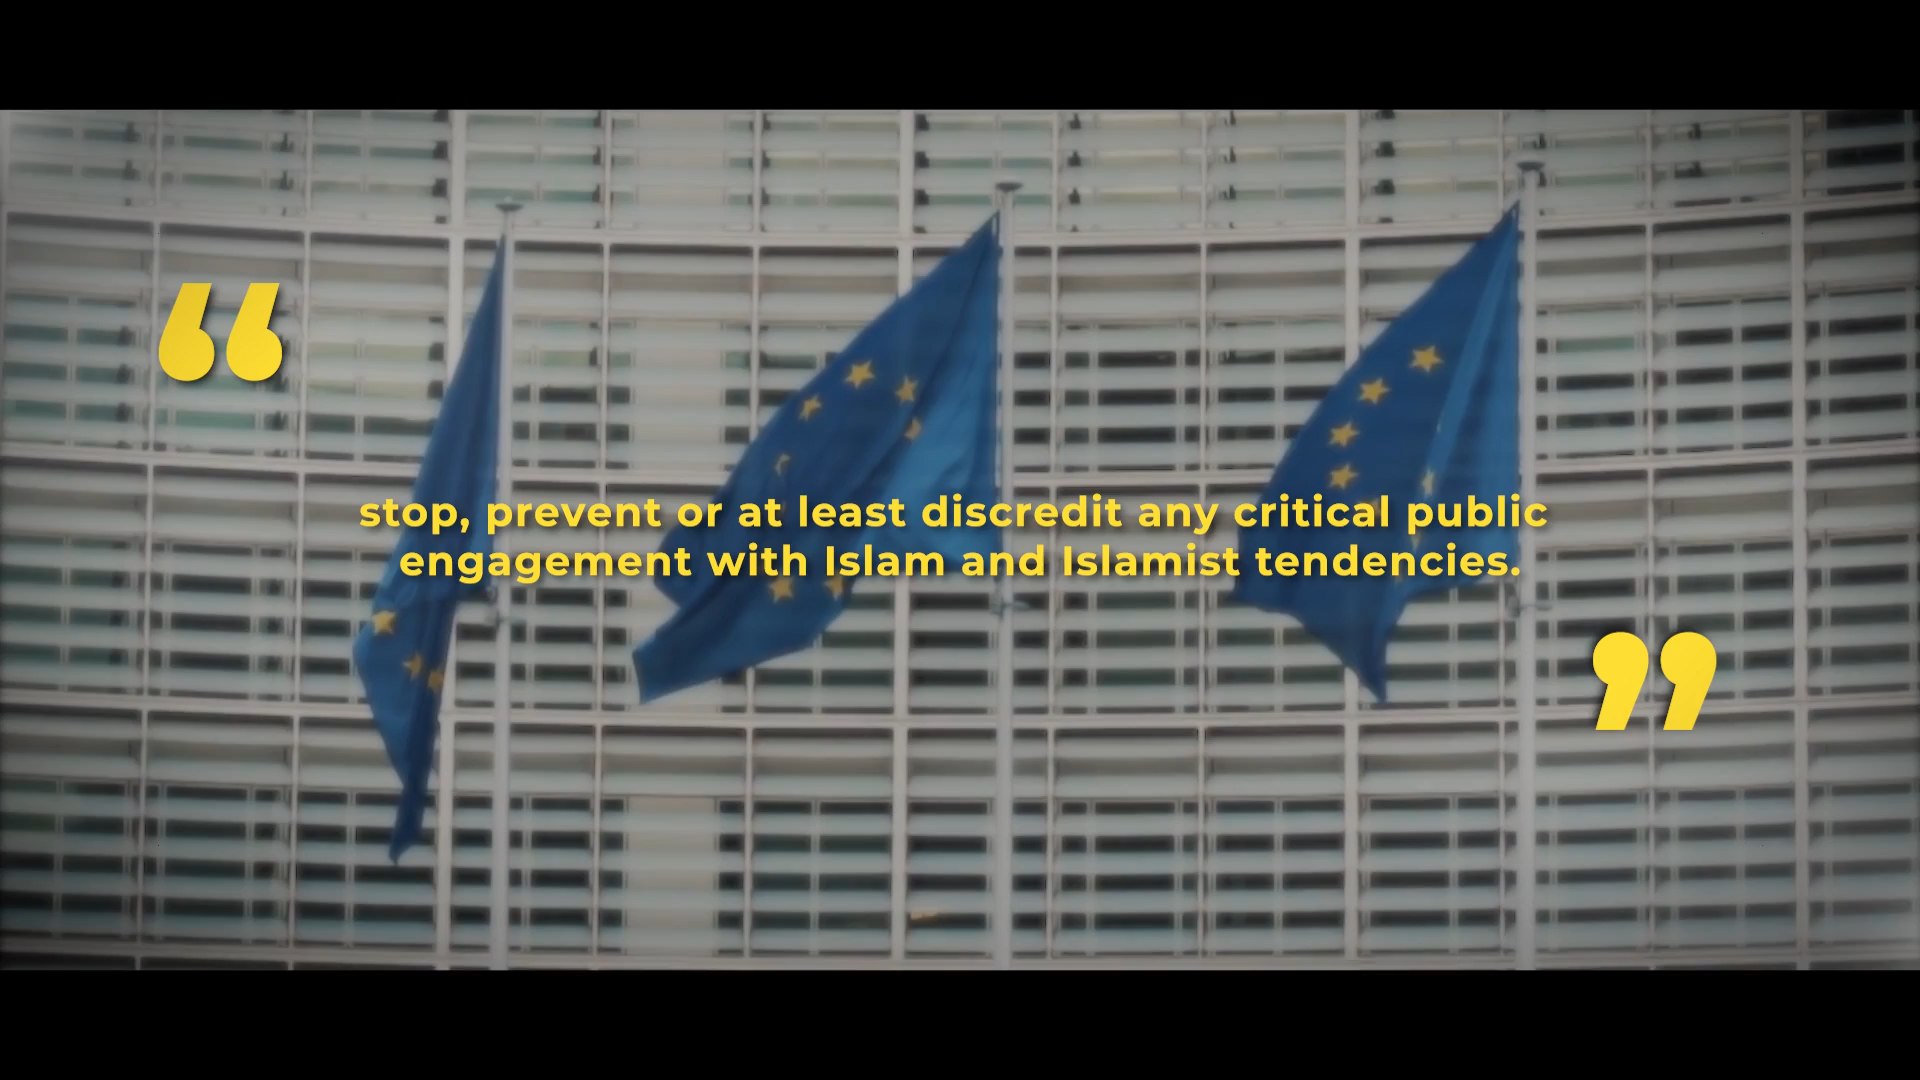 “
stop, prevent or at least discredit any critical public
engagement with Islam and Islamist tendencies.
”